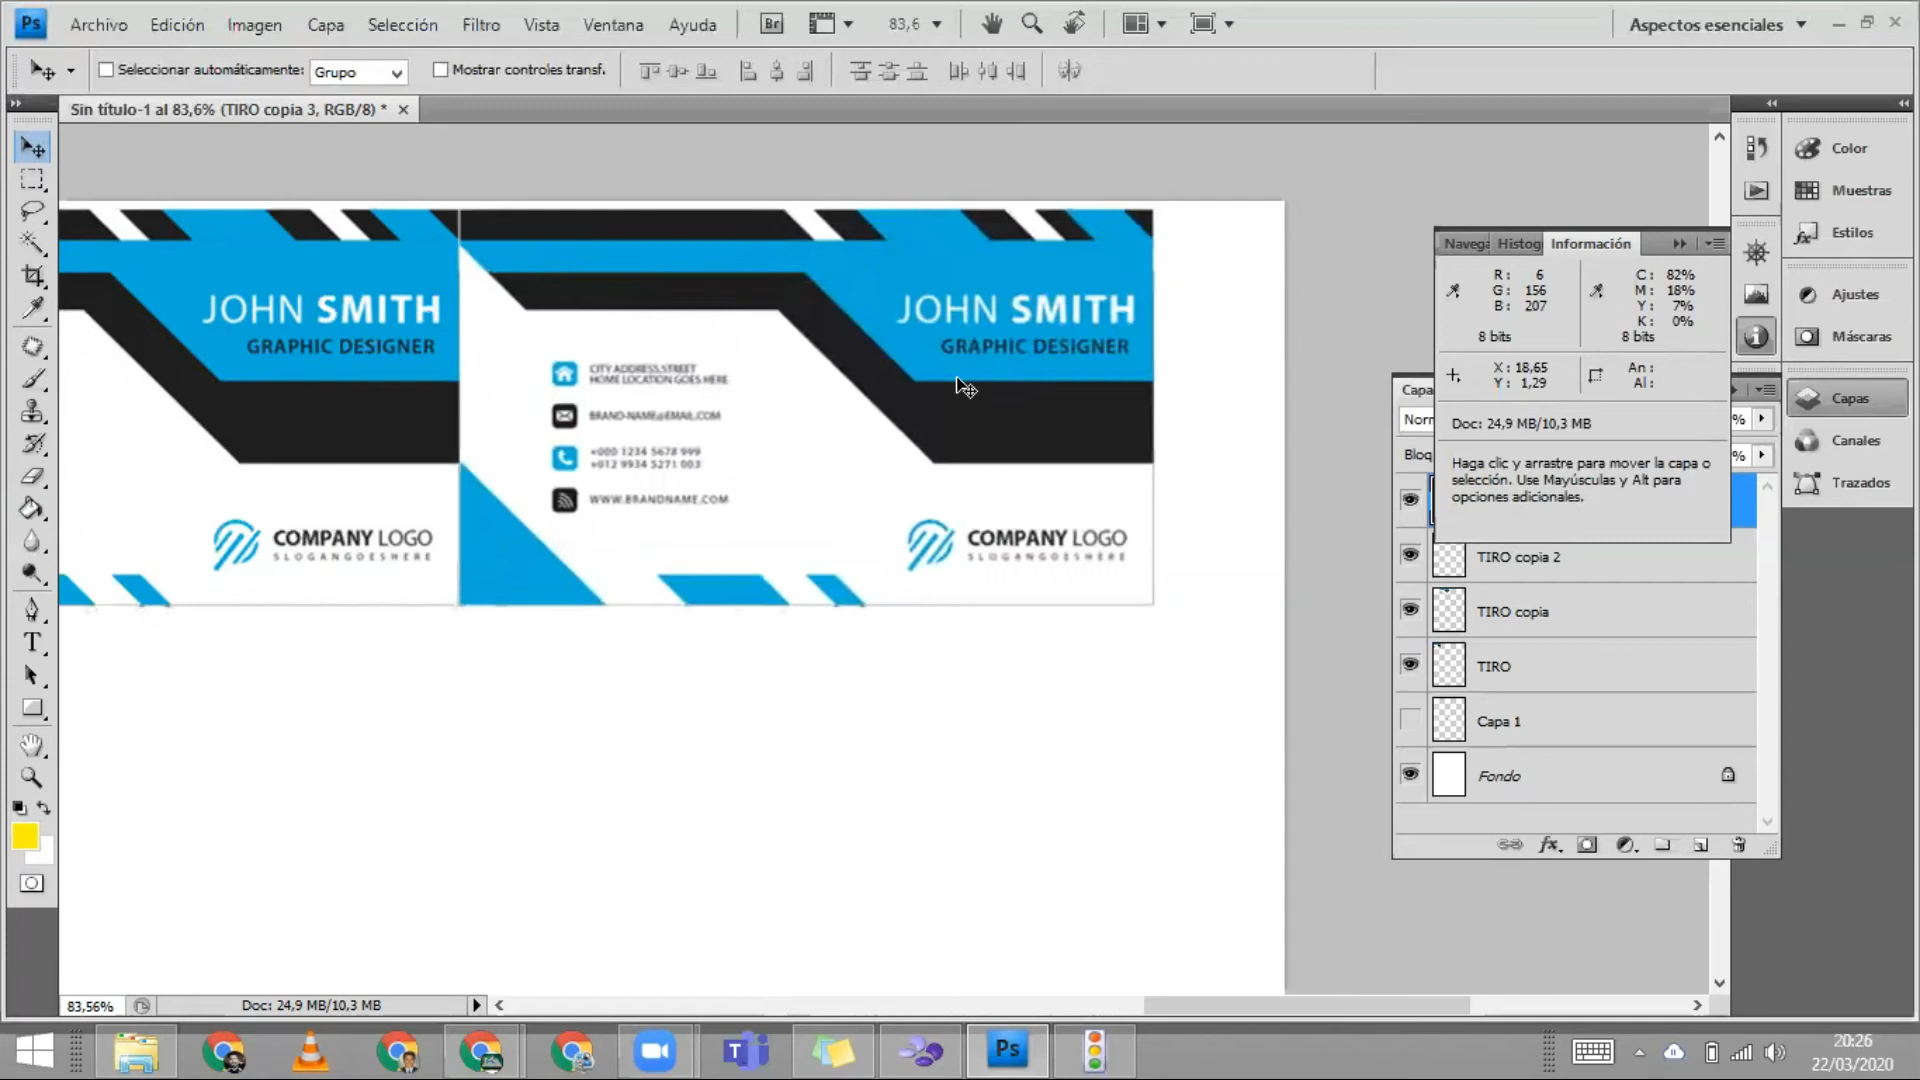 Ps Archivo Edición Imagen Capa Selección Filtro Vista Ventana Ayuda Br 83,6 Aspectos esenciales
Seleccionar automáticamente: Grupo Mostrar controles transf.
Sin título-1 al 83,6% (TIRO copia 3, RGB/8) *
JOHN SMITH
GRAPHIC DESIGNER
COMPANY LOGO
SLOGANGOESHERE
CITY ADDRESS,STREET
HOME LOCATION GOES HERE
BRAND-NAME@EMAIL.COM
+000 1234 5678 999
+012 9934 5271 003
WWW.BRANDNAME.COM
JOHN SMITH
GRAPHIC DESIGNER
COMPANY LOGO
SLOGANGOESHERE
Navega Histog Información
R: 6 C: 82%
G: 156 M: 18%
B: 207 Y: 7%
K: 0%
8 bits 8 bits
X: 18,65 An:
Y: 1,29 Al:
Doc: 24,9 MB/10,3 MB
Haga clic y arrastre para mover la capa o
selección. Use Mayúsculas y Alt para
opciones adicionales.
Capa
Norm %
Bloq %
TIRO copia 2
TIRO copia
TIRO
Capa 1
Fondo
fx
Color
Muestras
Estilos
Ajustes
Máscaras
Capas
Canales
Trazados
T
83,56% Doc: 24,9 MB/10,3 MB
T Ps
20:26
22/03/2020